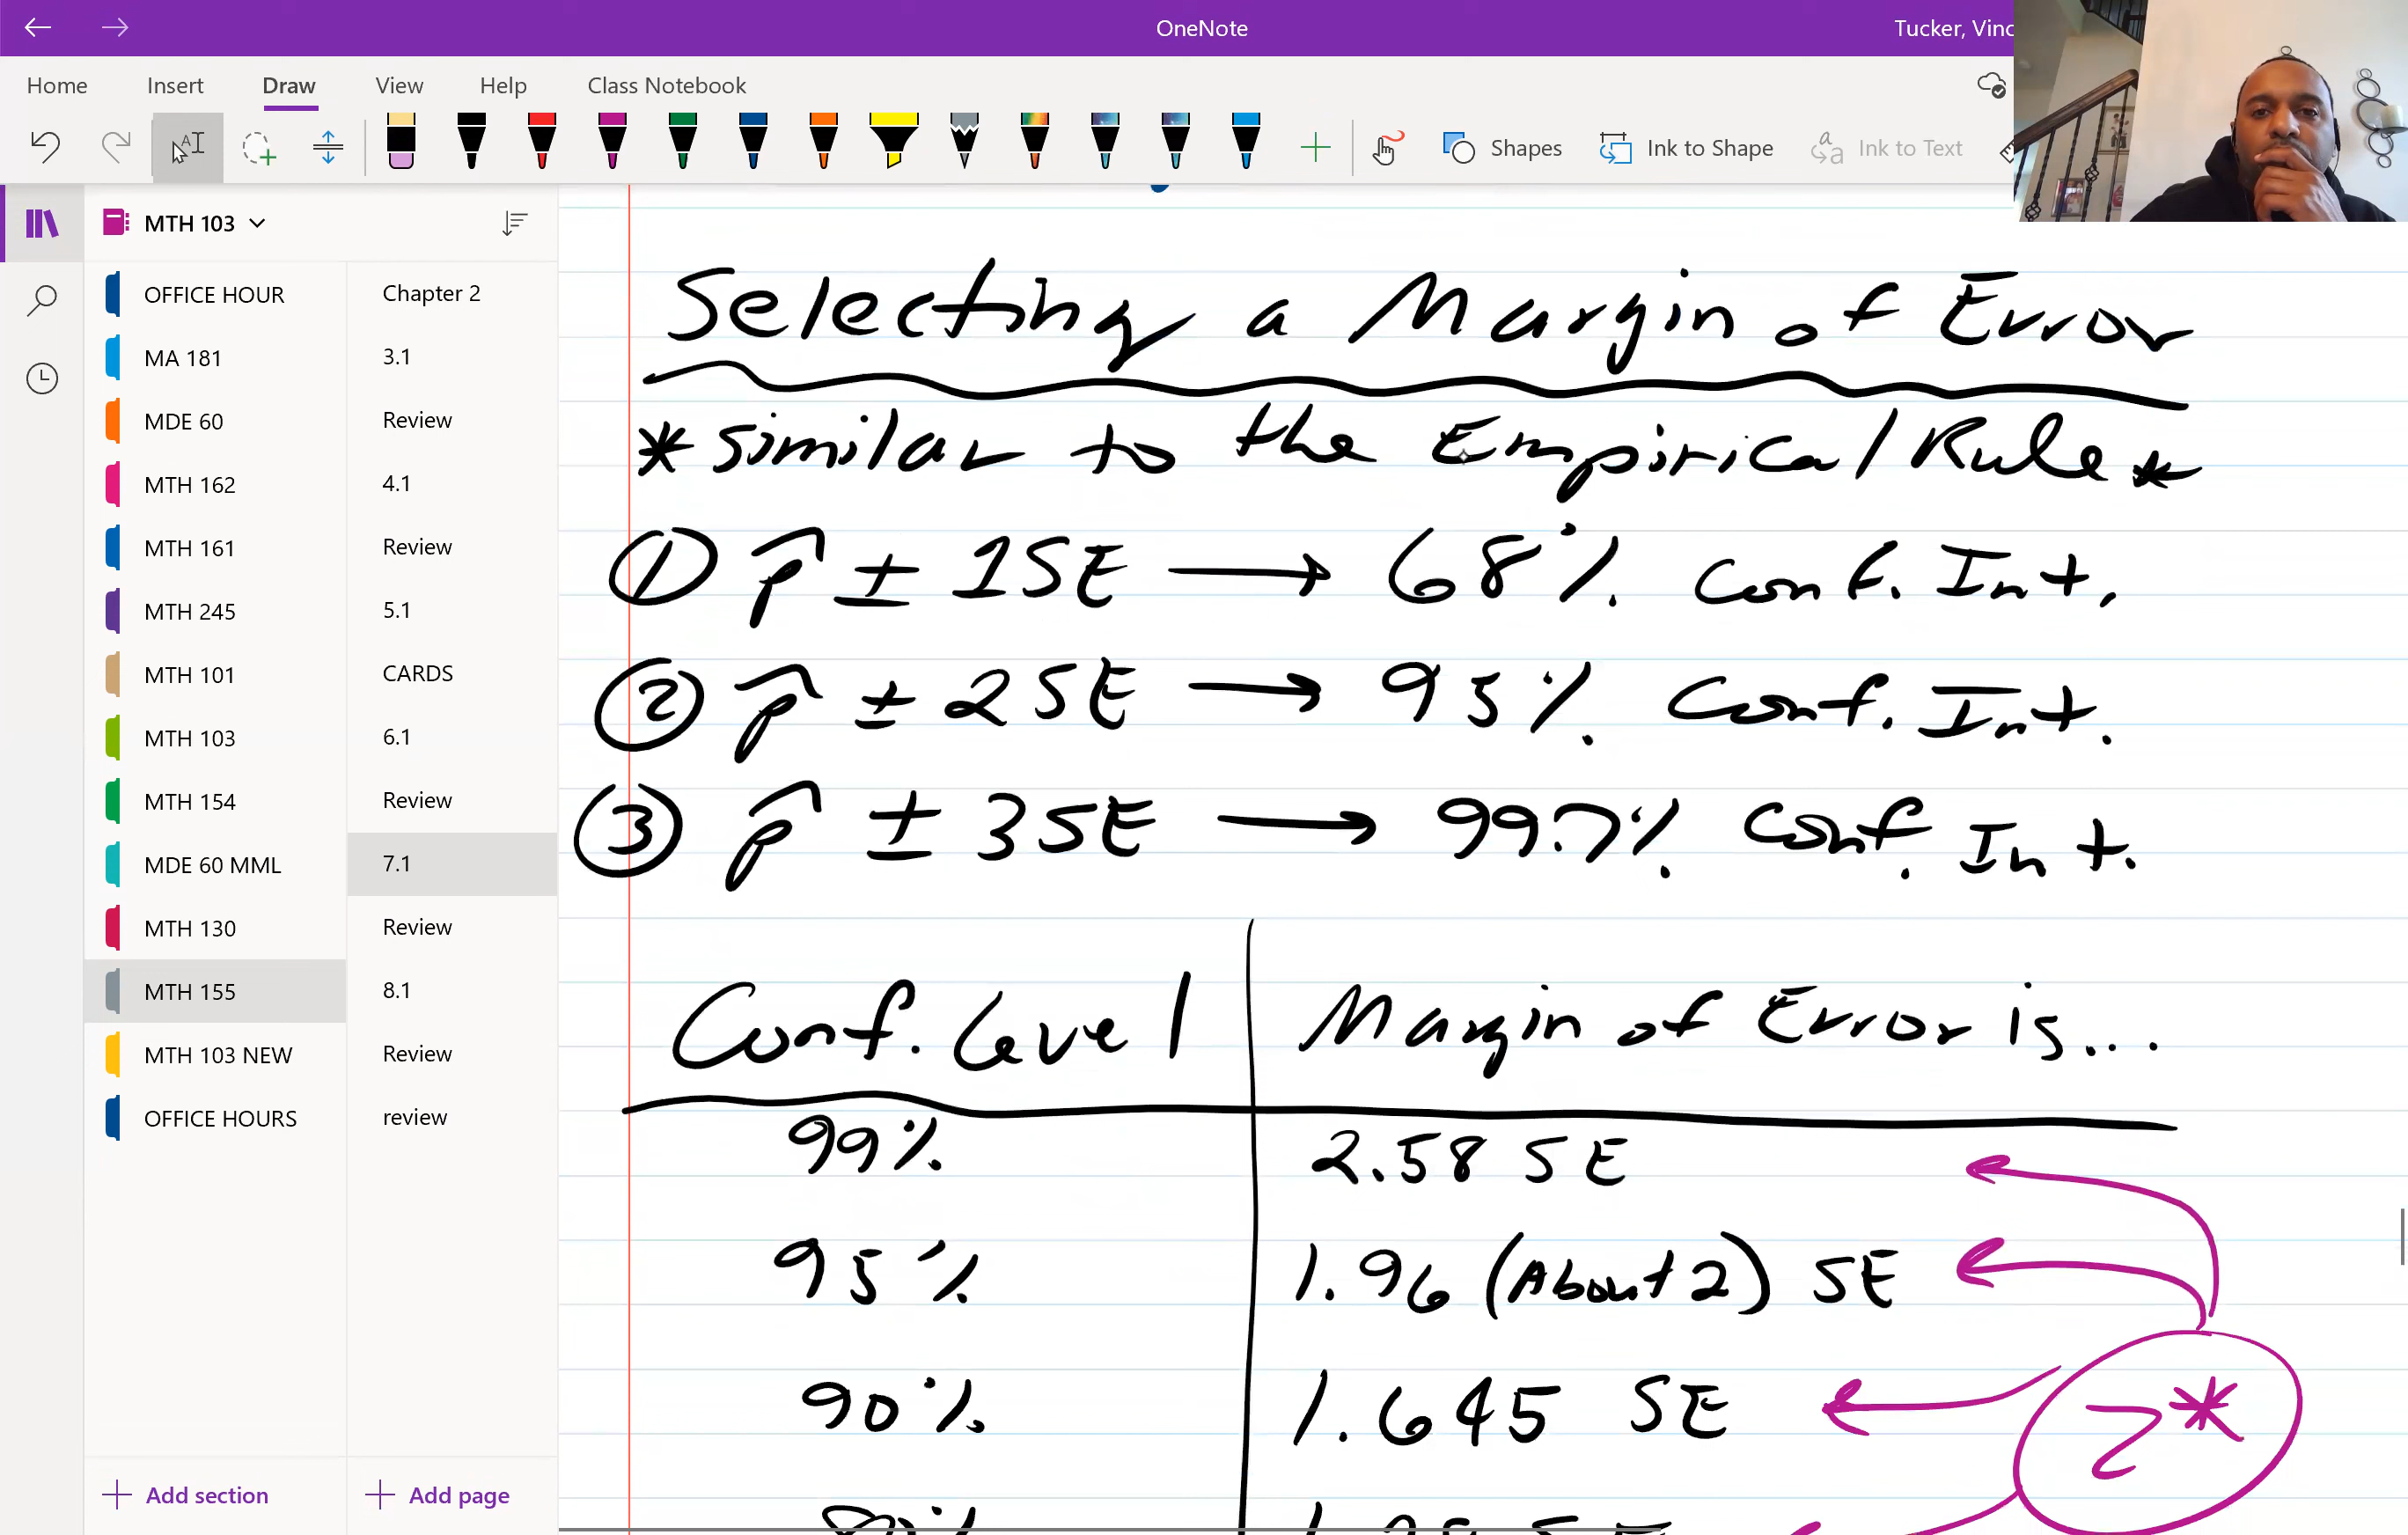 OneNote
Tucker, Vinc
Home Insert Draw View Help Class Notebook
Shapes Ink to Shape Ink to Text
MTH 103
OFFICE HOUR
MA 181
MDE 60
MTH 162
MTH 161
MTH 245
MTH 101
MTH 103
MTH 154
MDE 60 MML
MTH 130
MTH 155
MTH 103 NEW
OFFICE HOURS
Add section
Chapter 2
3.1
Review
4.1
Review
5.1
CARDS
6.1
Review
7.1
Review
8.1
Review
review
Add page
Selecting a Margin of Error
*similar to the Empirical Rule*
① p̂ ± 1SE → 68% Conf. Int.
② p̂ ± 2SE → 95% Conf. Int.
③ p̂ ± 3SE → 99.7% Conf. Int.
Conf. Level Margin of Error is...
99% 2.58 SE
95% 1.96 (About 2) SE
90% 1.645 SE
z*